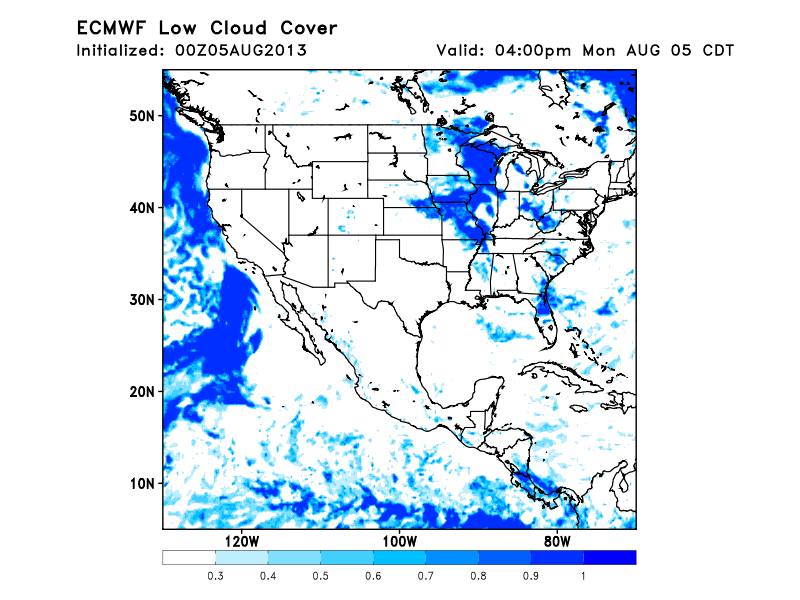 ECMWF Low Cloud Cover
Initialized: 00Z05AUG2013 Valid: 04:00pm Mon AUG 05 CDT
50N
40N
30N
20N
10N
120W 100W 80W
0.3 0.4 0.5 0.6 0.7 0.8 0.9 1